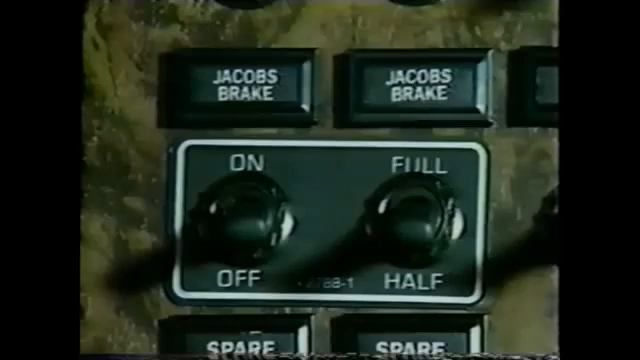 JACOBS
BRAKE
JACOBS
BRAKE
ON
FULL
OFF
HALF
SPARE
SPARE